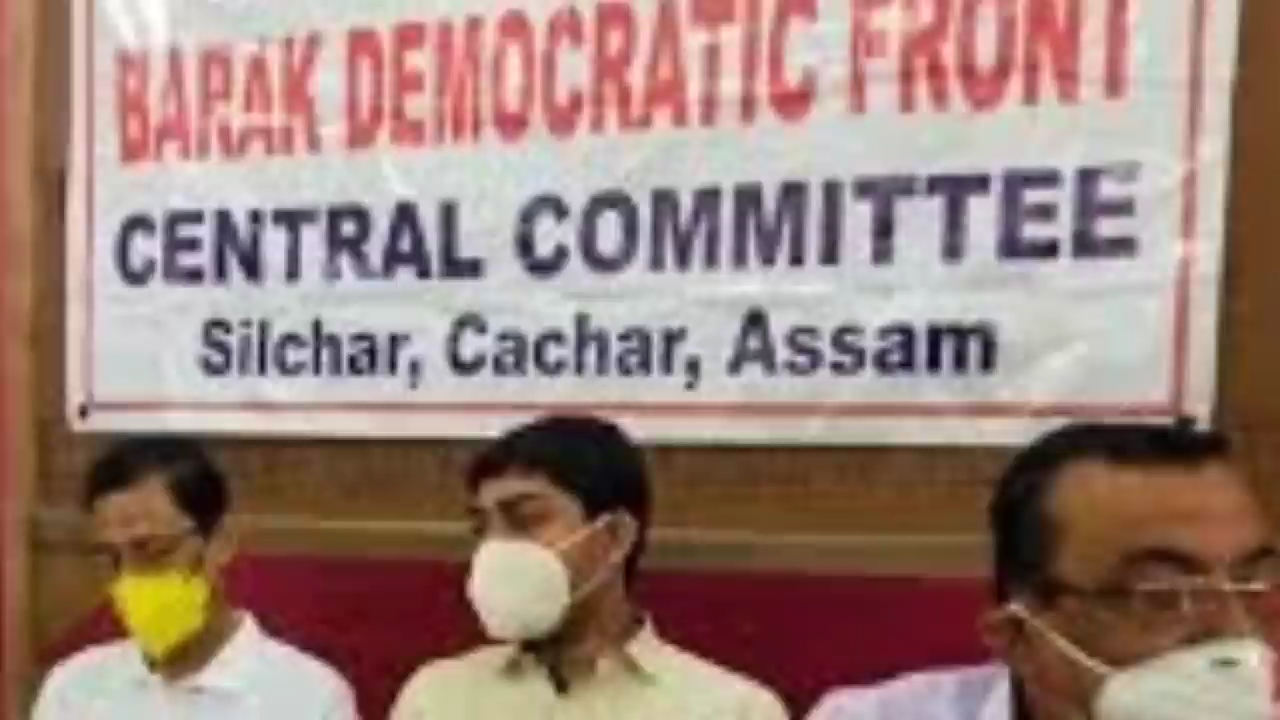 BARAK DEMOCRATIC FRONT
CENTRAL COMMITTEE
Silchar, Cachar, Assam